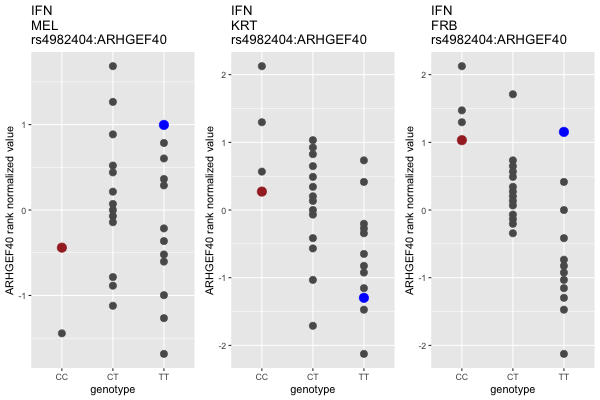 IFN
MEL
rs4982404:ARHGEF40
ARHGEF40 rank normalized value
1
0
-1
CC CT TT
genotype
IFN
KRT
rs4982404:ARHGEF40
ARHGEF40 rank normalized value
2
1
0
-1
-2
CC CT TT
genotype
IFN
FRB
rs4982404:ARHGEF40
ARHGEF40 rank normalized value
2
1
0
-1
-2
CC CT TT
genotype